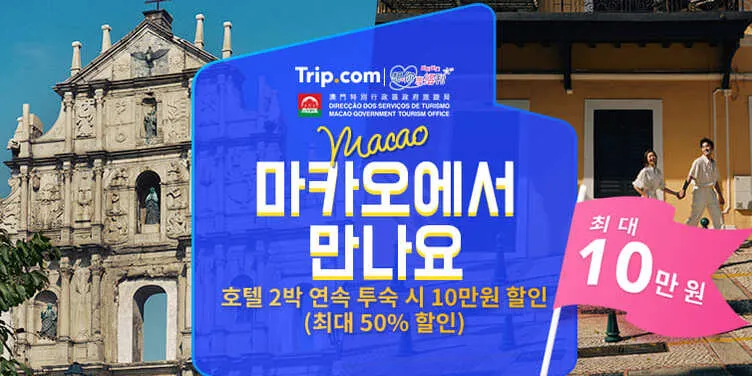 Trip.com
澳門特別行政區政府旅遊局
DIRECÇÃO DOS SERVIÇOS DE TURISMO
MACAO GOVERNMENT TOURISM OFFICE
Macao
마카오에서
만나요
호텔 2박 연속 투숙 시 10만원 할인
(최대 50% 할인)
최대
10만원